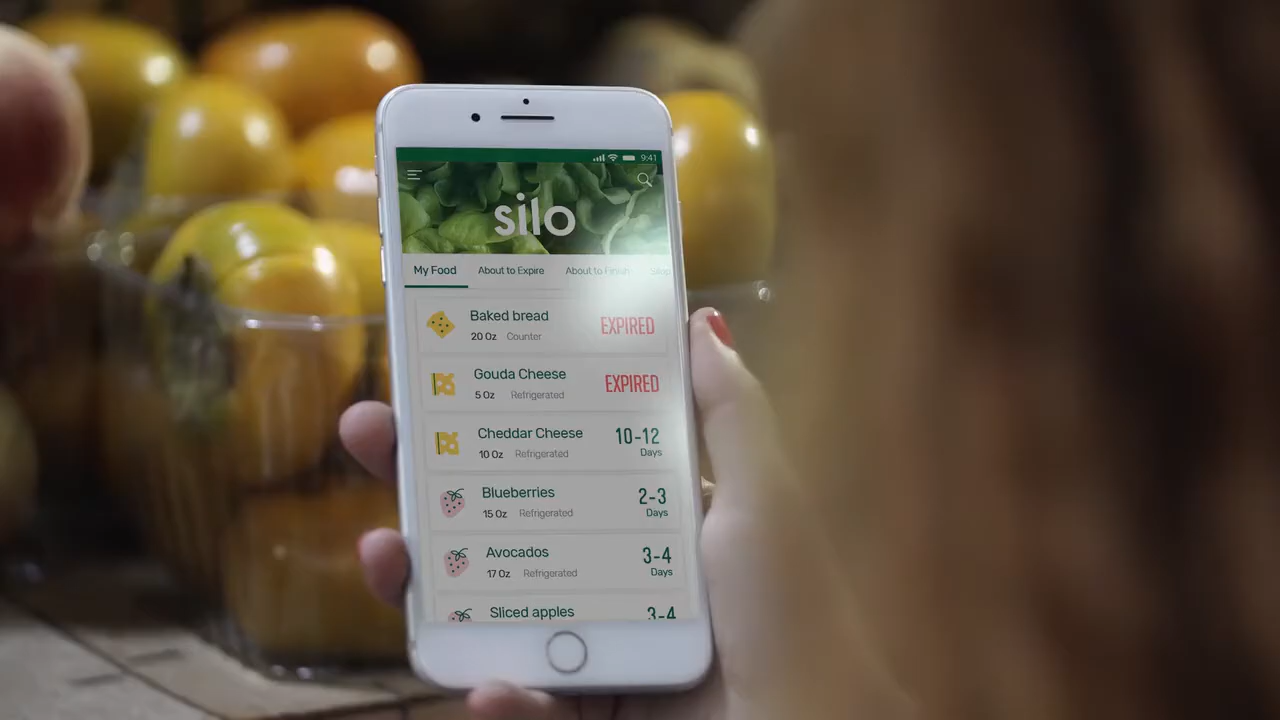 9:41
silo
My Food About to Expire About to Finish
Baked bread
20 Oz Counter
EXPIRED
Gouda Cheese
5 Oz Refrigerated
EXPIRED
Cheddar Cheese
10 Oz Refrigerated
10-12
Days
Blueberries
15 Oz Refrigerated
2-3
Days
Avocados
17 Oz Refrigerated
3-4
Days
Sliced apples
3-4